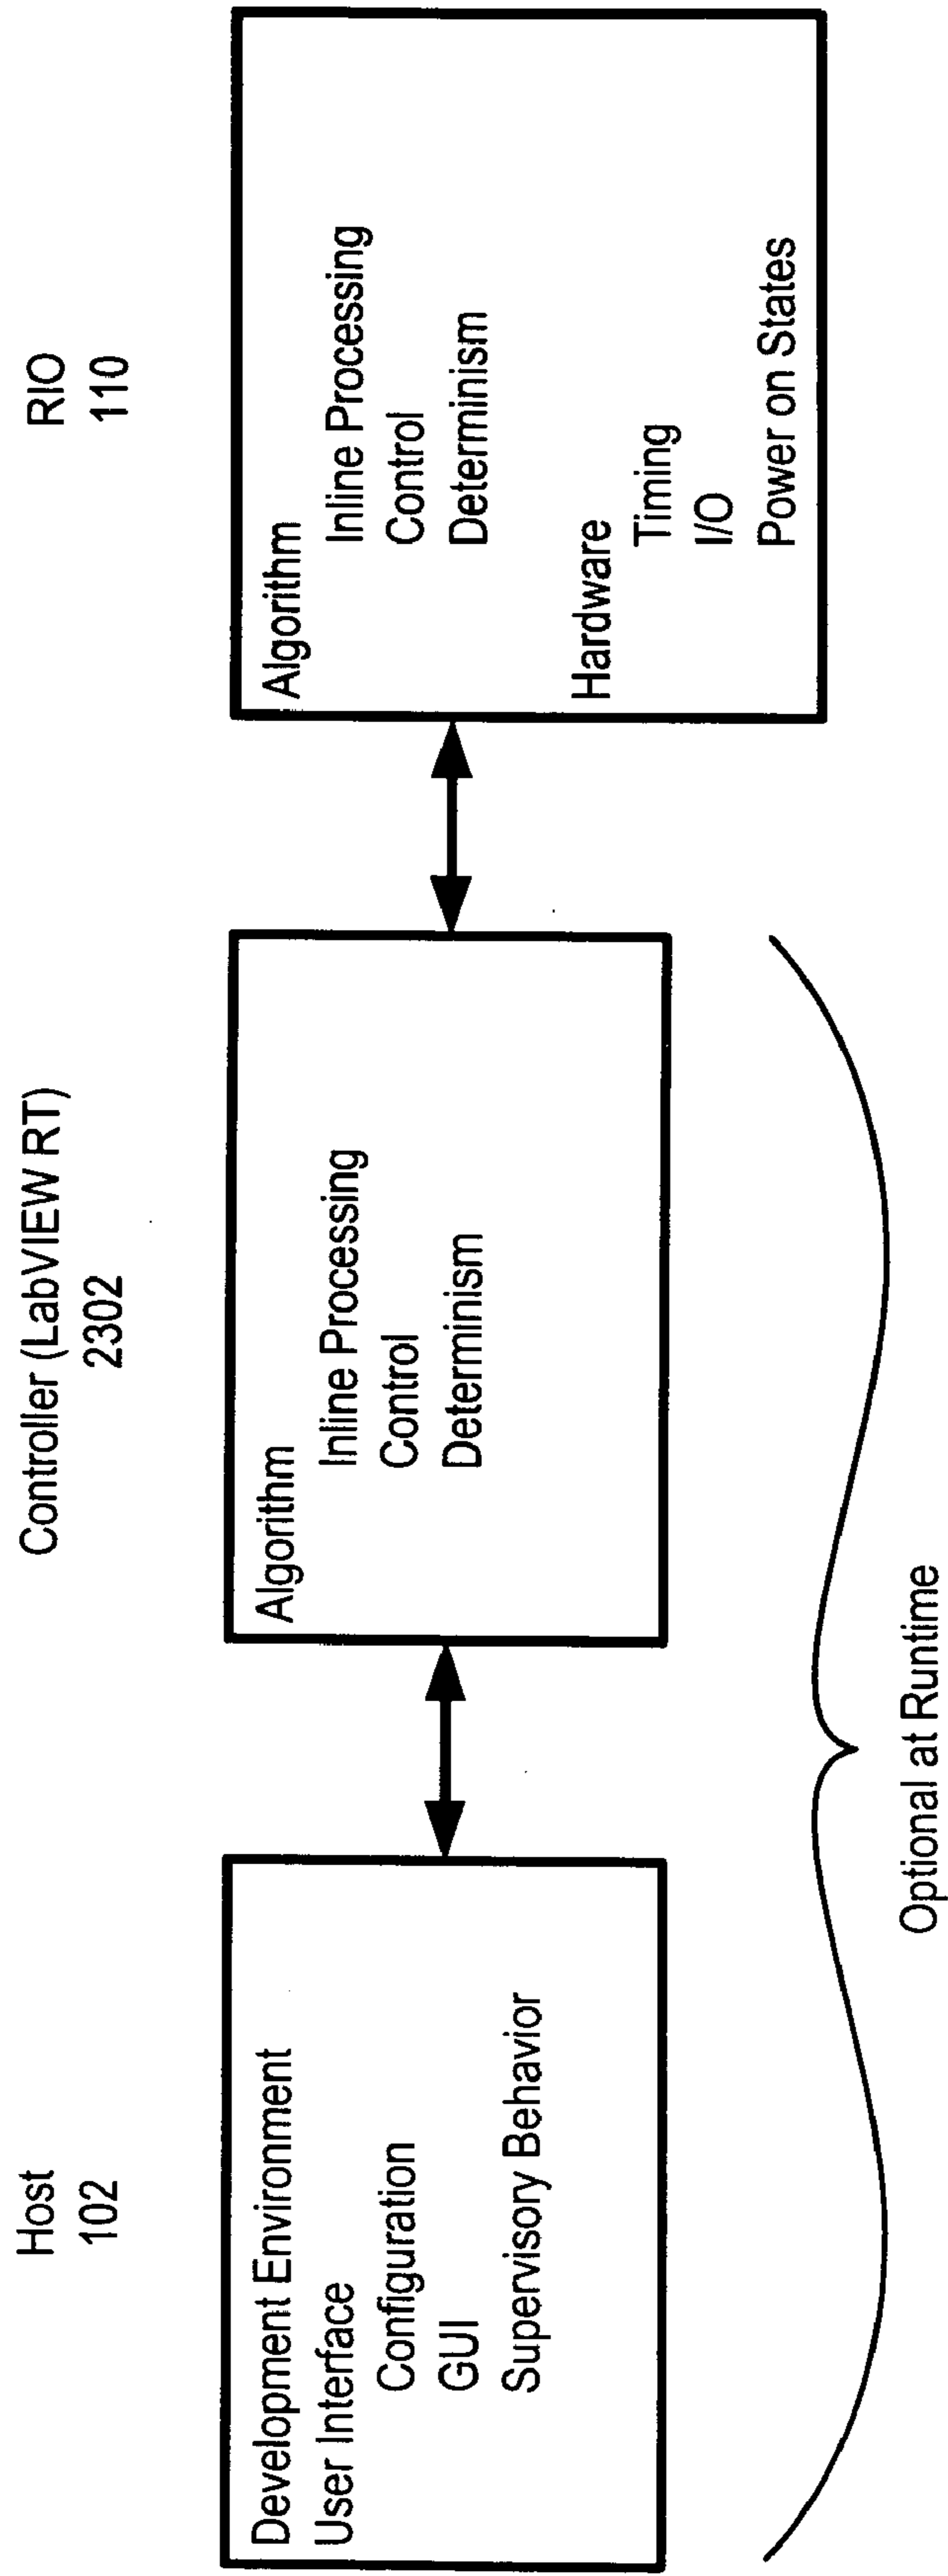 Host
102
Development Environment
User Interface
Configuration
GUI
Supervisory Behavior
Controller (LabVIEW RT)
2302
Algorithm
Inline Processing
Control
Determinism
RIO
110
Algorithm
Inline Processing
Control
Determinism
Hardware
Timing
I/O
Power on States
Optional at Runtime